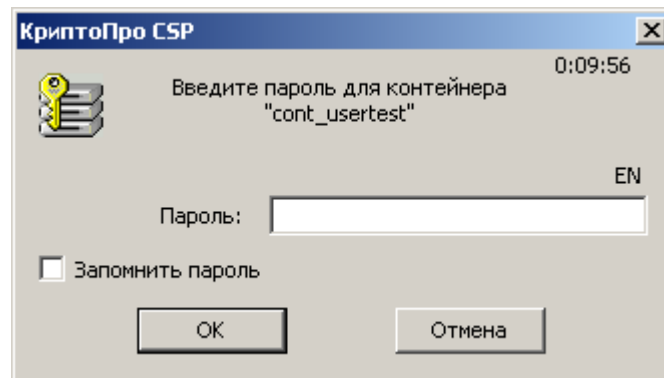 КриптоПро CSP
0:09:56
Введите пароль для контейнера
"cont_usertest"
EN
Пароль:
Запомнить пароль
OK
Отмена